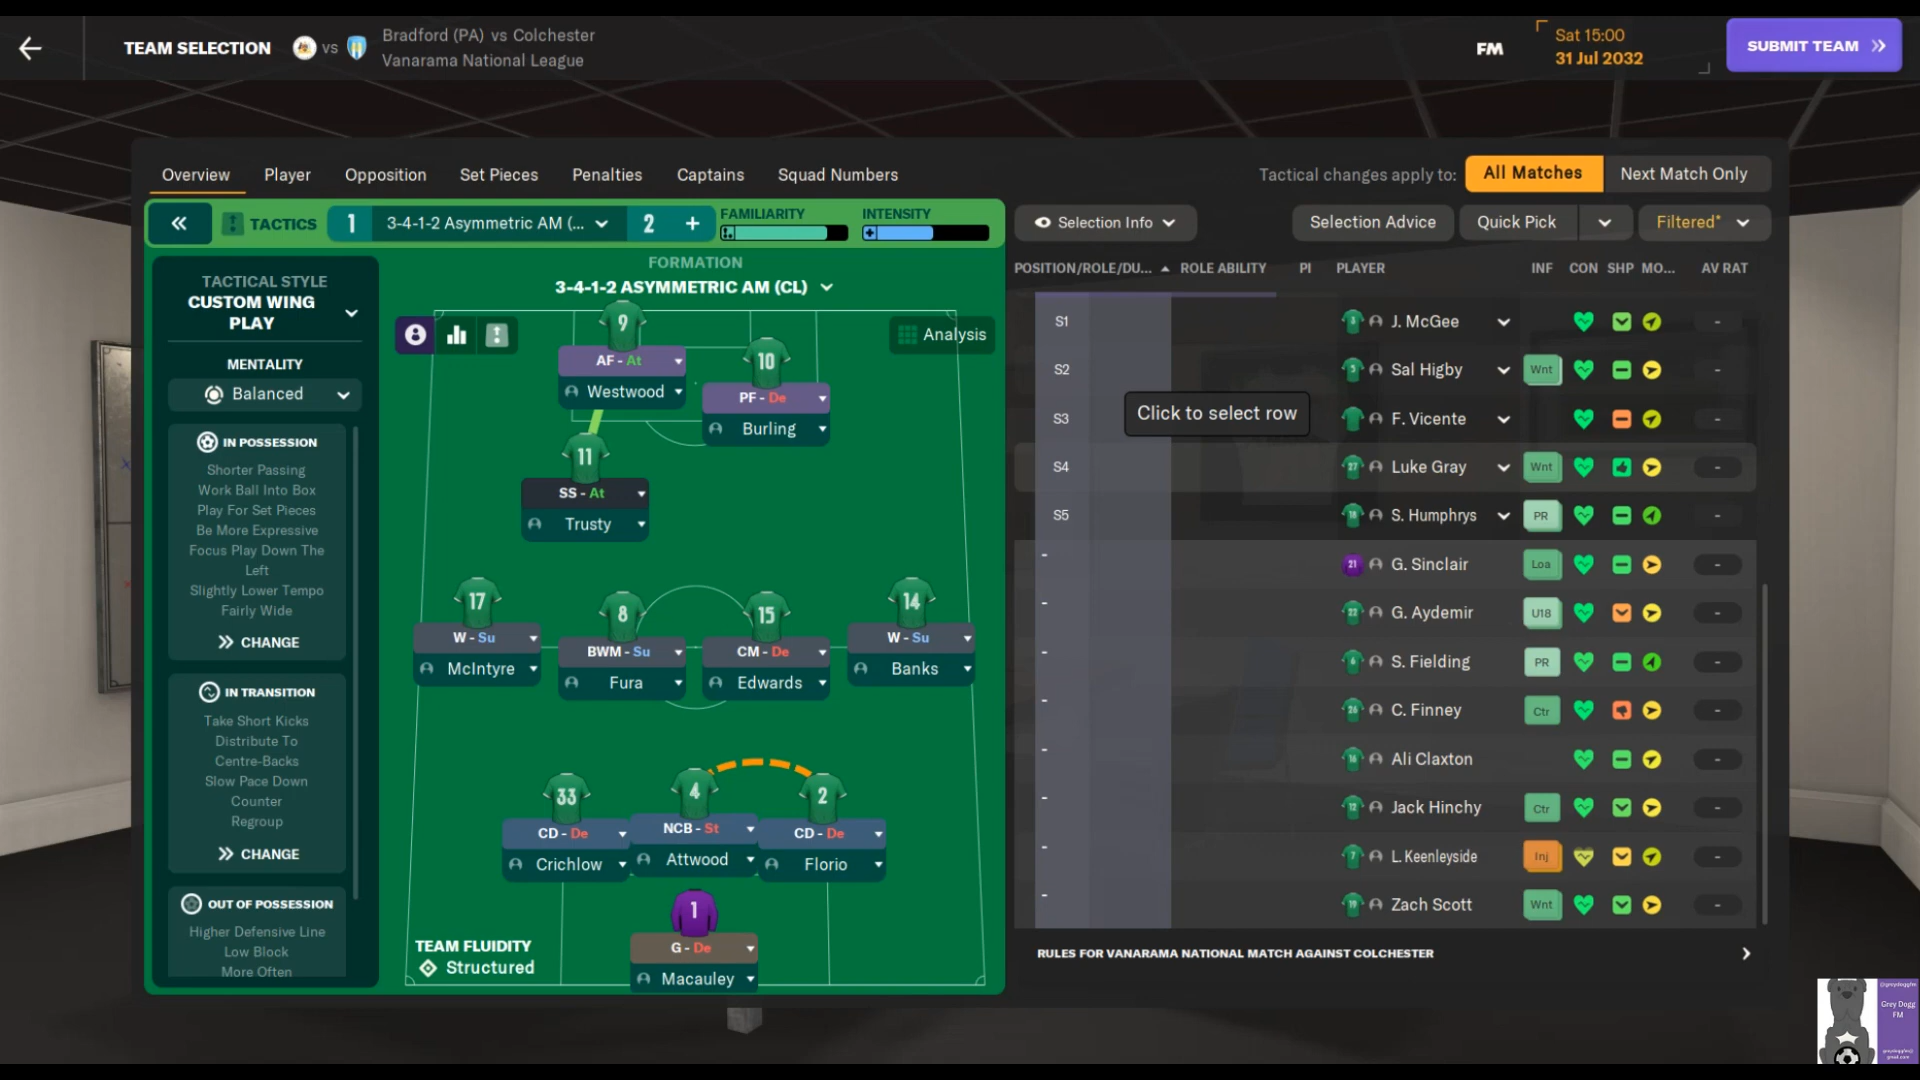 TEAM SELECTION
vs
Bradford (PA) vs Colchester
Vanarama National League
FM
Sat 15:00
31 Jul 2032
SUBMIT TEAM
Overview
Player
Opposition
Set Pieces
Penalties
Captains
Squad Numbers
Tactical changes apply to:
All Matches
Next Match Only
TACTICS
1
3-4-1-2 Asymmetric AM (...
2
FAMILIARITY
INTENSITY
Selection Info
Selection Advice
Quick Pick
Filtered*
TACTICAL STYLE
CUSTOM WING
PLAY
MENTALITY
Balanced
IN POSSESSION
Shorter Passing
Work Ball Into Box
Play For Set Pieces
Be More Expressive
Focus Play Down The
Left
Slightly Lower Tempo
Fairly Wide
CHANGE
IN TRANSITION
Take Short Kicks
Distribute To
Centre-Backs
Slow Pace Down
Counter
Regroup
CHANGE
OUT OF POSSESSION
Higher Defensive Line
Low Block
More Often
FORMATION
3-4-1-2 ASYMMETRIC AM (CL)
Analysis
9
AF - At
Westwood
10
PF - De
Burling
11
SS - At
Trusty
17
W - Su
McIntyre
8
BWM - Su
Fura
15
CM - De
Edwards
14
W - Su
Banks
33
CD - De
Crichlow
4
NCB - St
Attwood
2
CD - De
Florio
1
G - De
Macauley
TEAM FLUIDITY
Structured
POSITION/ROLE/DU... ROLE ABILITY PI PLAYER INF CON SHP MO... AV RAT
S1 J. McGee -
S2 Sal Higby Wnt -
Click to select row
S3 F. Vicente -
S4 27 Luke Gray Wnt -
S5 S. Humphrys PR -
- 21 G. Sinclair Loa -
- G. Aydemir U18 -
- S. Fielding PR -
- 26 C. Finney Ctr -
- Ali Claxton -
- 12 Jack Hinchy Ctr -
- 7 L. Keenleyside Inj -
- 19 Zach Scott Wnt -
RULES FOR VANARAMA NATIONAL MATCH AGAINST COLCHESTER
Grey Dogg
FM